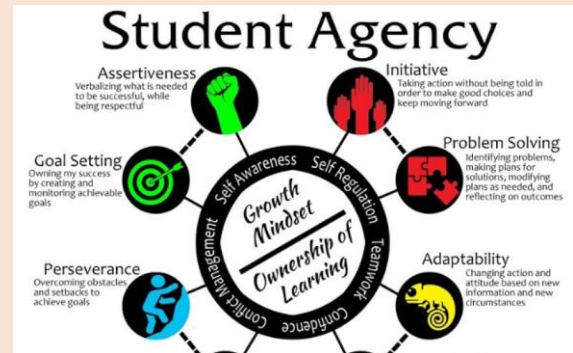 Student Agency
Assertiveness
Verbalizing what is needed
to be successful, while
being respectful
Initiative
Taking action without being told in
order to make good choices and
keep moving forward
Goal Setting
Owning my success
by creating and
monitoring achievable
goals
Problem Solving
Identifying problems,
making plans for
solutions, modifying
plans as needed, and
reflecting on outcomes
Self Awareness
Self Regulation
Teamwork
Confidence
Conflict Management
Growth
Mindset
Ownership of
Learning
Perseverance
Overcoming obstacles
and setbacks to
achieve goals
Adaptability
Changing action and
attitude based on new
information and new
circumstances